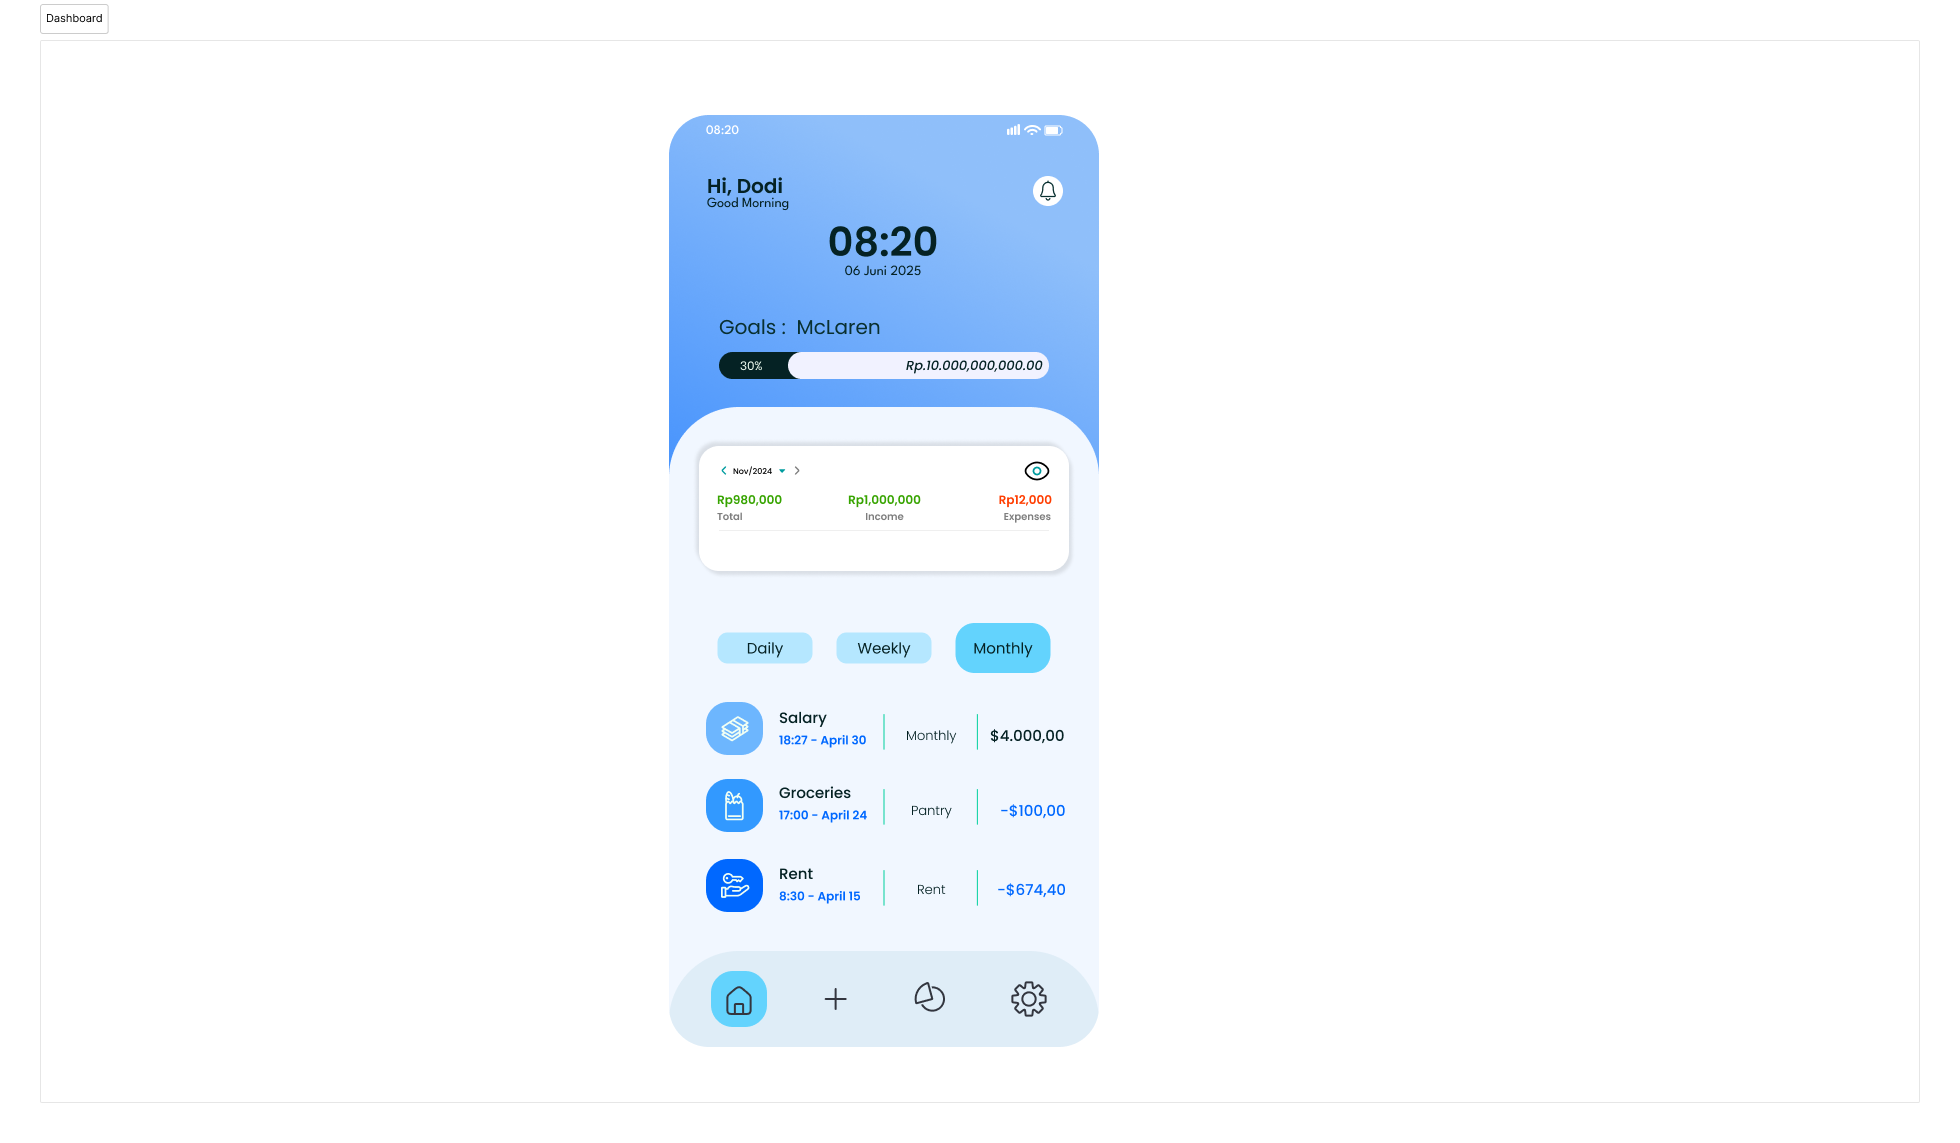 Dashboard
08:20
Hi, Dodi
Good Morning
08:20
06 Juni 2025
Goals :  McLaren
30%
Rp.10.000,000,000.00
Nov/2024
Rp980,000
Rp1,000,000
Rp12,000
Total
Income
Expenses
Daily
Weekly
Monthly
Salary
18:27 - April 30
Monthly
$4.000,00
Groceries
17:00 - April 24
Pantry
-$100,00
Rent
8:30 - April 15
Rent
-$674,40